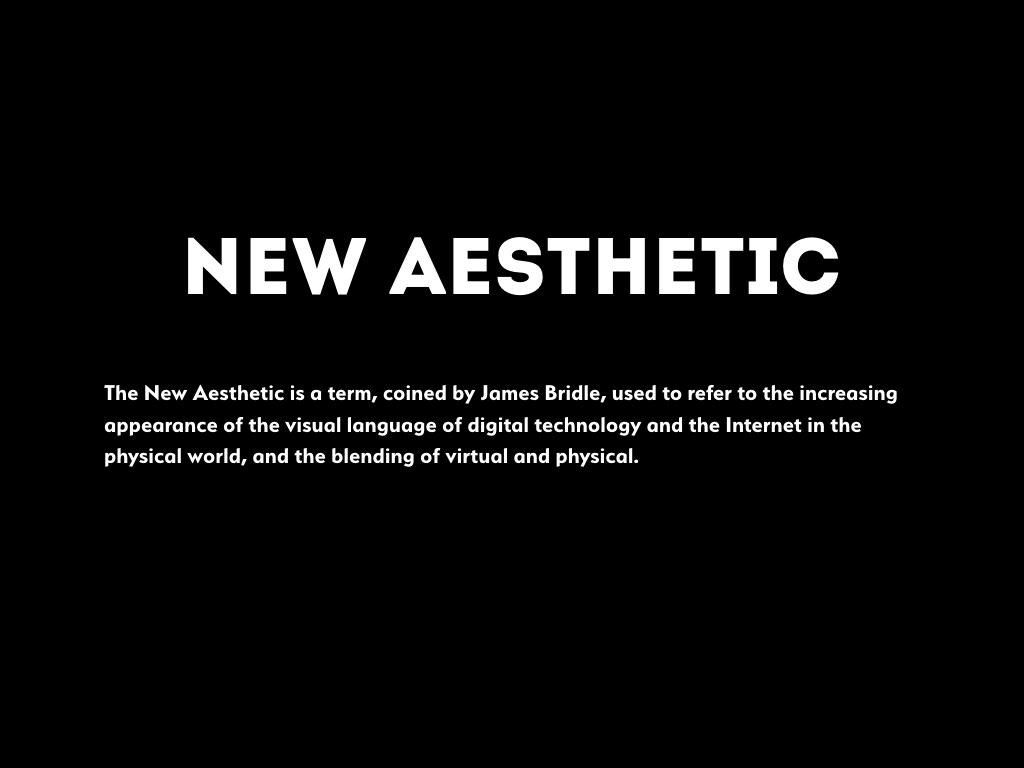 NEW AESTHETIC
The New Aesthetic is a term, coined by James Bridle, used to refer to the increasing
appearance of the visual language of digital technology and the Internet in the
physical world, and the blending of virtual and physical.